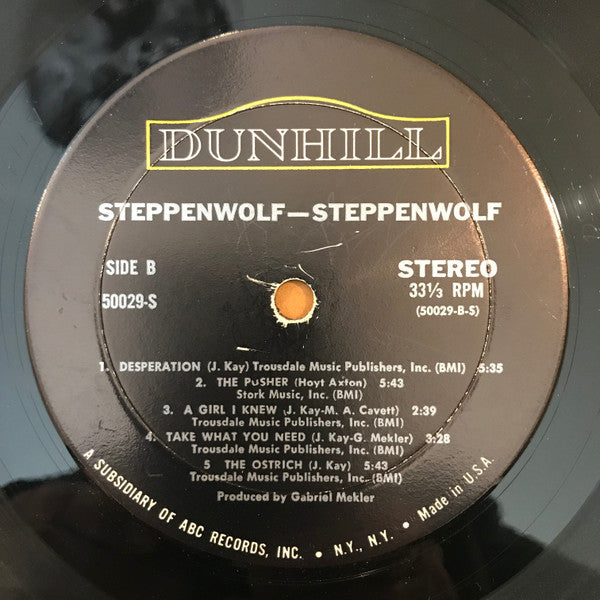 DUNHILL
STEPPENWOLF—STEPPENWOLF
SIDE B
50029-S
STEREO
33⅓ RPM
(50029-B-S)
1. DESPERATION (J. Kay) Trousdale Music Publishers, Inc. (BMI) 5:35
2. THE PUSHER (Hoyt Axton) 5:43
Stork Music, Inc. (BMI)
3. A GIRL I KNEW (J. Kay-M. A. Cavett) 2:39
Trousdale Music Publishers, Inc. (BMI)
4. TAKE WHAT YOU NEED (J. Kay-G. Mekler) 3:28
Trousdale Music Publishers, Inc. (BMI)
5 THE OSTRICH (J. Kay) 5:43
Trousdale Music Publishers, Inc. (BMI)
Produced by Gabriel Mekler
A SUBSIDIARY OF ABC RECORDS, INC. • N.Y., N.Y. • Made in U.S.A.